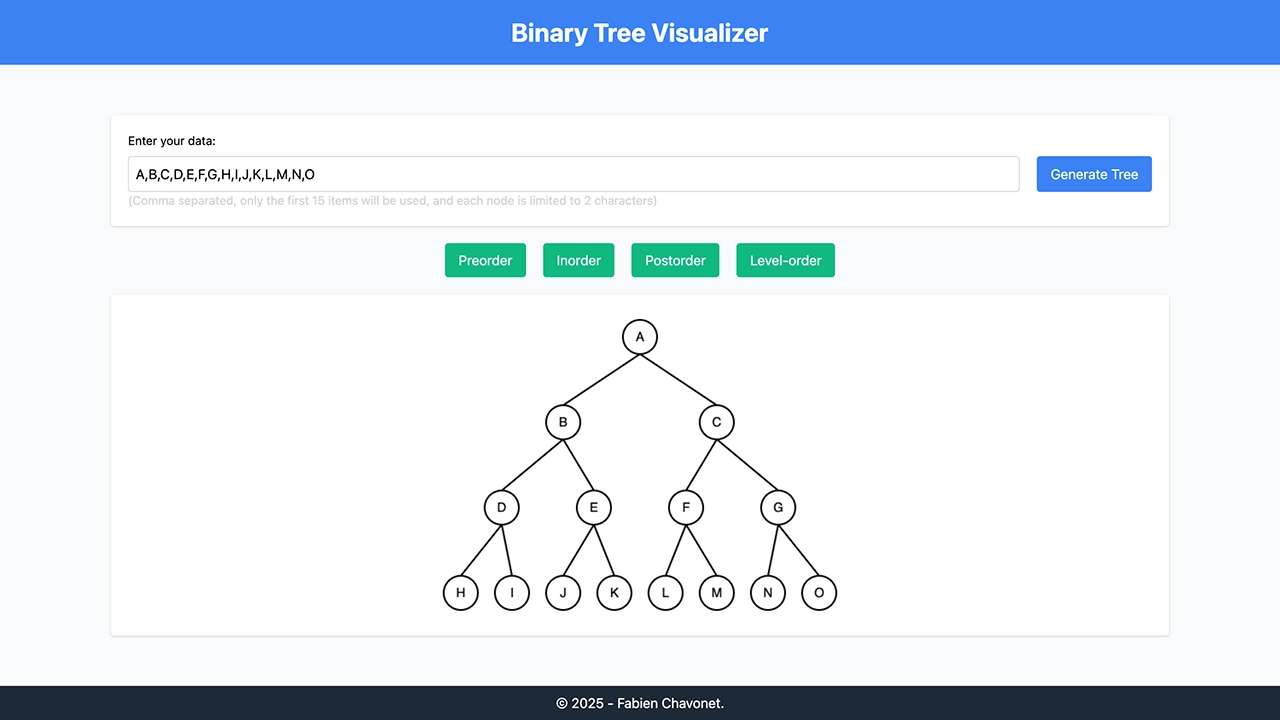 Binary Tree Visualizer
Enter your data:
A,B,C,D,E,F,G,H,I,J,K,L,M,N,O
Generate Tree
(Comma separated, only the first 15 items will be used, and each node is limited to 2 characters)
Preorder Inorder Postorder Level-order
A
B C
D E F G
H I J K L M N O
© 2025 - Fabien Chavonet.